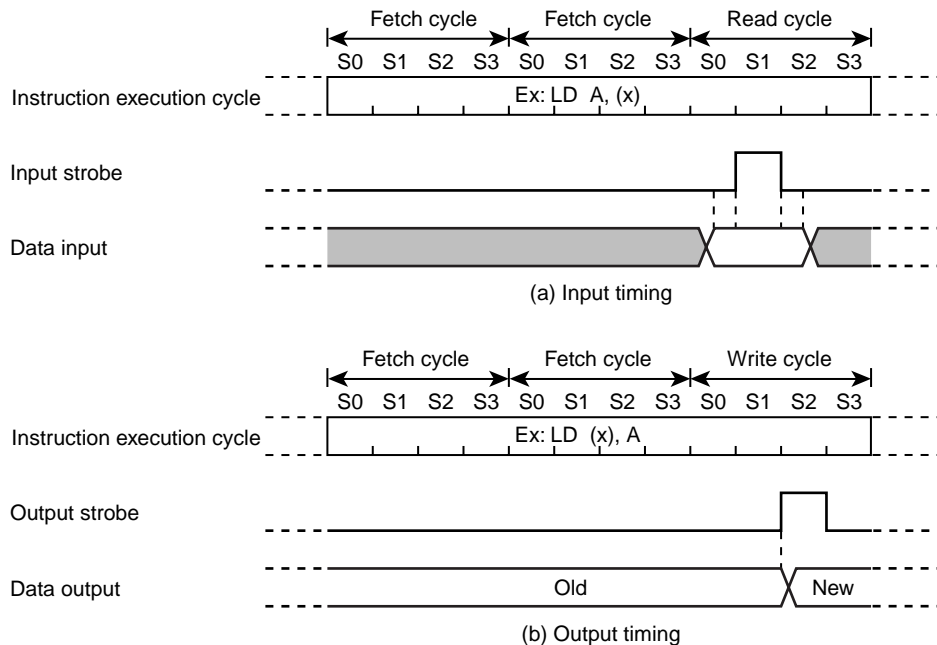 Fetch cycle Fetch cycle Read cycle
S0 S1 S2 S3 S0 S1 S2 S3 S0 S1 S2 S3
Instruction execution cycle Ex: LD A, (x)
Input strobe
Data input
(a) Input timing
Fetch cycle Fetch cycle Write cycle
S0 S1 S2 S3 S0 S1 S2 S3 S0 S1 S2 S3
Instruction execution cycle Ex: LD (x), A
Output strobe
Data output Old New
(b) Output timing